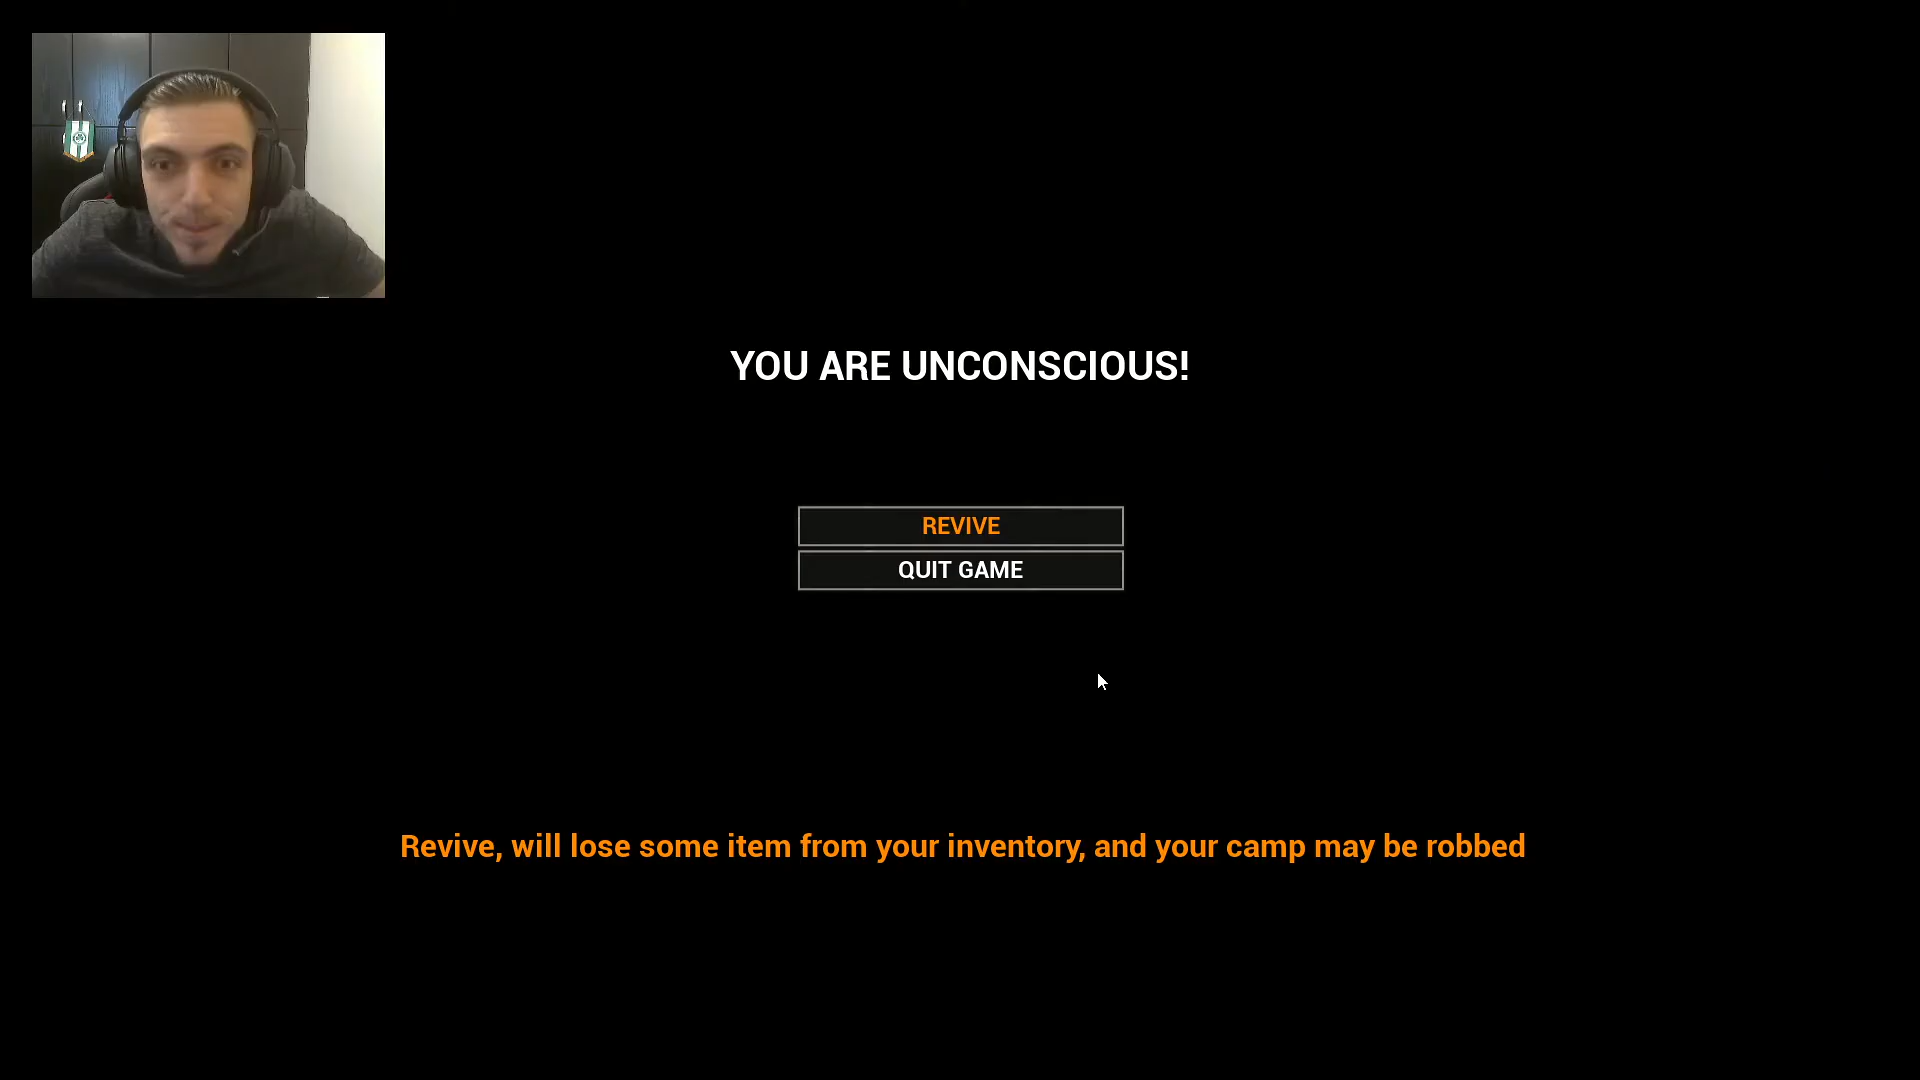 YOU ARE UNCONSCIOUS!
REVIVE
QUIT GAME
Revive, will lose some item from your inventory, and your camp may be robbed